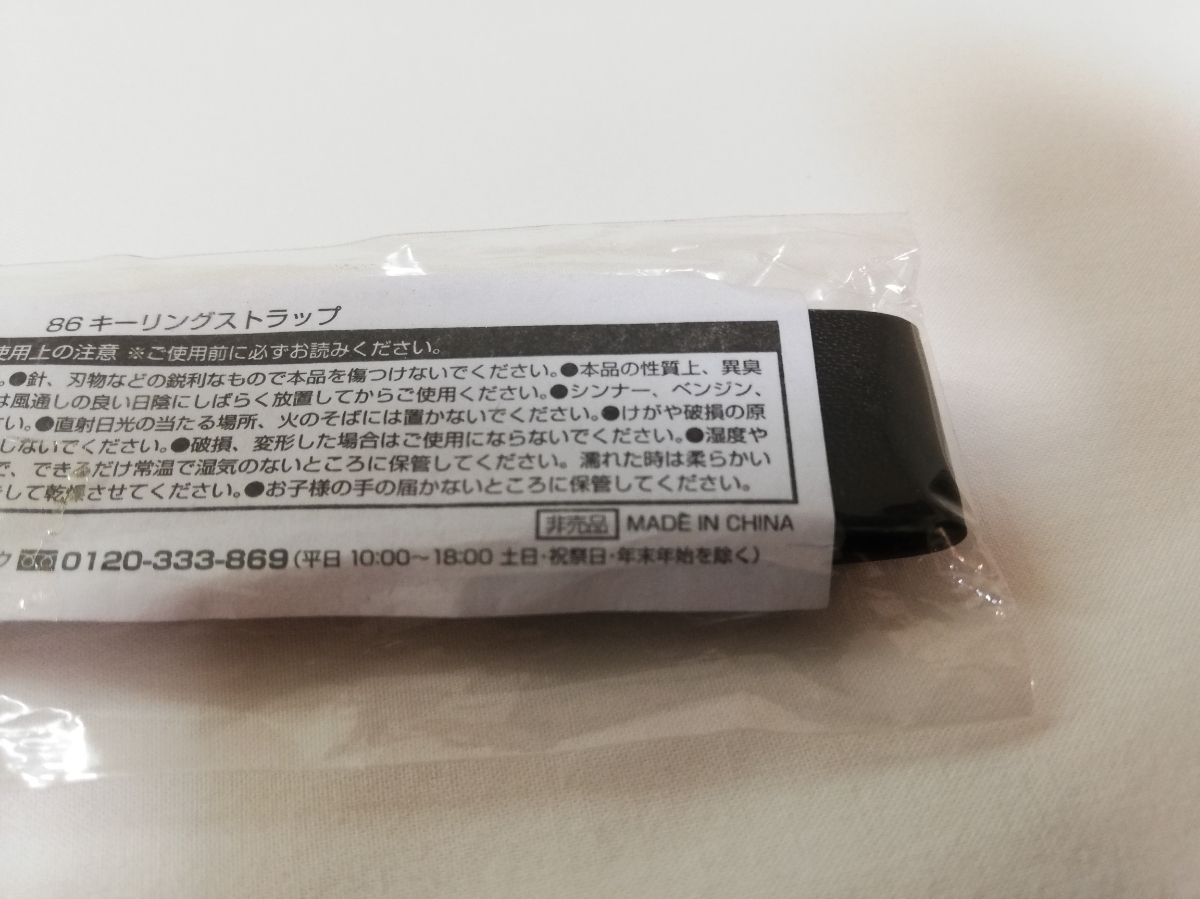 86 キーリングストラップ
使用上の注意 ※ご使用前に必ずお読みください。
。●針、刃物などの鋭利なもので本品を傷つけないでください。●本品の性質上、異臭
は風通しの良い日陰にしばらく放置してからご使用ください。●シンナー、ベンジン、
い。●直射日光の当たる場所、火のそばには置かないでください。●けがや破損の原
しないでください。●破損、変形した場合はご使用にならないでください。●湿度や
で、できるだけ常温で湿気のないところに保管してください。濡れた時は柔らかい
して乾燥させてください。●お子様の手の届かないところに保管してください。
非売品 MADE IN CHINA
ウ 0120-333-869(平日 10:00〜18:00 土日・祝祭日・年末年始を除く)